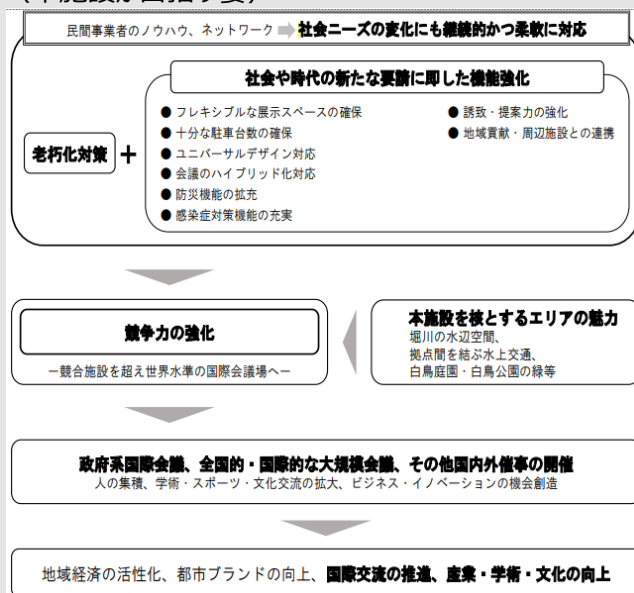 民間事業者のノウハウ、ネットワーク ➡ 社会ニーズの変化にも継続的かつ柔軟に対応
社会や時代の新たな要請に即した機能強化
老朽化対策
＋
● フレキシブルな展示スペースの確保
● 十分な駐車台数の確保
● ユニバーサルデザイン対応
● 会議のハイブリッド化対応
● 防災機能の拡充
● 感染症対策機能の充実
● 誘致・提案力の強化
● 地域貢献・周辺施設との連携
競争力の強化
ー競合施設を超え世界水準の国際会議場へー
本施設を核とするエリアの魅力
堀川の水辺空間、
拠点間を結ぶ水上交通、
白鳥庭園・白鳥公園の緑等
政府系国際会議、全国的・国際的な大規模会議、その他国内外催事の開催
人の集積、学術・スポーツ・文化交流の拡大、ビジネス・イノベーションの機会創造
地域経済の活性化、都市ブランドの向上、国際交流の推進、産業・学術・文化の向上